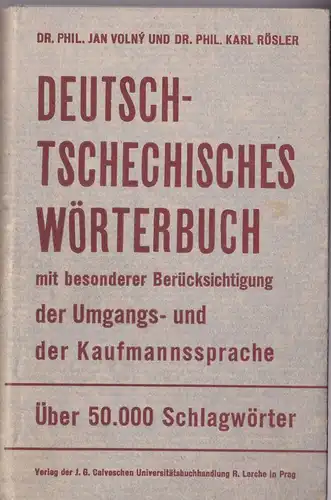 DR. PHIL. JAN VOLNÝ UND DR. PHIL. KARL RÖSLER
DEUTSCH-
TSCHECHISCHES
WÖRTERBUCH
mit besonderer Berücksichtigung
der Umgangs- und
der Kaufmannssprache
Über 50.000 Schlagwörter
Verlag der J. G. Calveschen Universitätsbuchhandlung R. Lerche in Prag